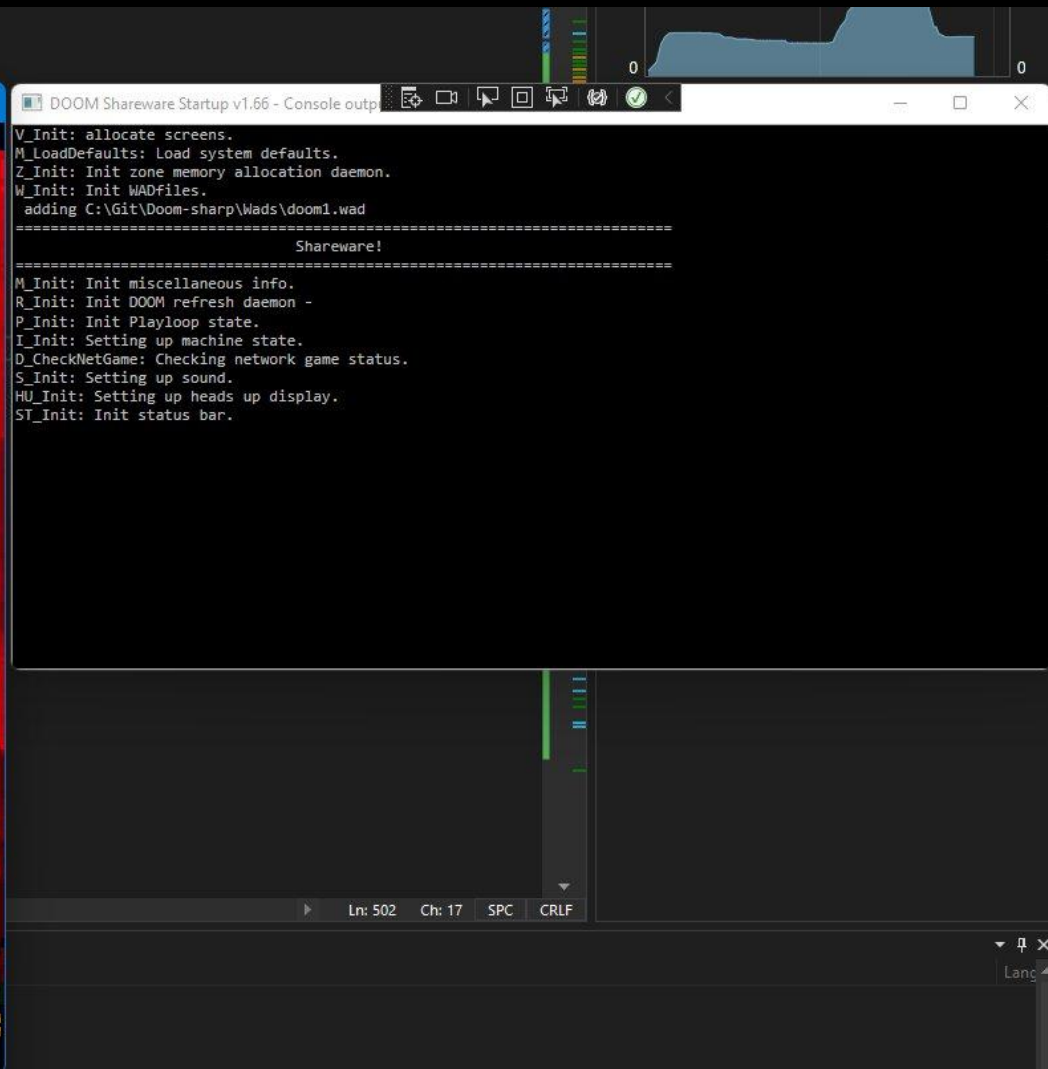 0 0
DOOM Shareware Startup v1.66 - Console outp
V_Init: allocate screens.
M_LoadDefaults: Load system defaults.
Z_Init: Init zone memory allocation daemon.
W_Init: Init WADfiles.
adding C:\Git\Doom-sharp\Wads\doom1.wad
===========================================================================
Shareware!
===========================================================================
M_Init: Init miscellaneous info.
R_Init: Init DOOM refresh daemon -
P_Init: Init Playloop state.
I_Init: Setting up machine state.
D_CheckNetGame: Checking network game status.
S_Init: Setting up sound.
HU_Init: Setting up heads up display.
ST_Init: Init status bar.
Ln: 502 Ch: 17 SPC CRLF
Lang